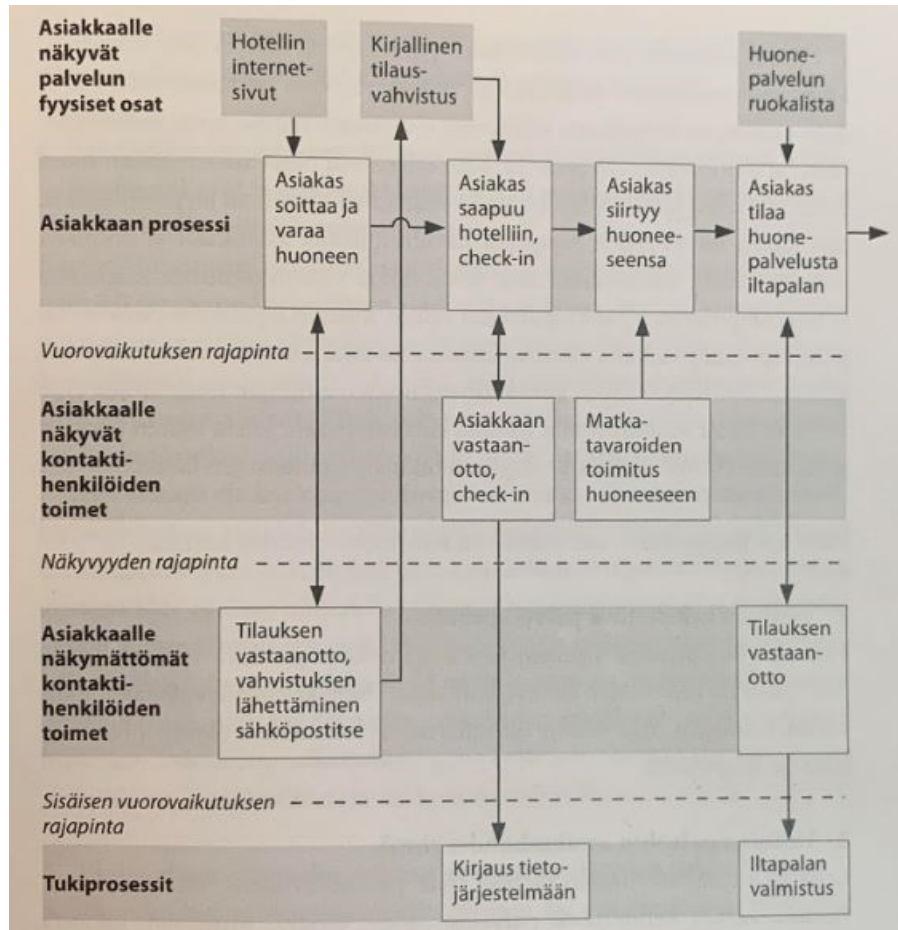 Asiakkaalle
näkyvät
palvelun
fyysiset osat
Hotellin
internet-
sivut
Kirjallinen
tilaus-
vahvistus
Huone-
palvelun
ruokalista
Asiakkaan prosessi
Asiakas
soittaa ja
varaa
huoneen
Asiakas
saapuu
hotelliin,
check-in
Asiakas
siirtyy
huonee-
seensa
Asiakas
tilaa
huone-
palvelusta
iltapalan
Vuorovaikutuksen rajapinta
Asiakkaalle
näkyvät
kontakti-
henkilöiden
toimet
Asiakkaan
vastaan-
otto,
check-in
Matka-
tavaroiden
toimitus
huoneeseen
Näkyvyyden rajapinta
Asiakkaalle
näkymättömät
kontakti-
henkilöiden
toimet
Tilauksen
vastaanotto,
vahvistuksen
lähettäminen
sähköpostitse
Tilauksen
vastaan-
otto
Sisäisen vuorovaikutuksen
rajapinta
Tukiprosessit
Kirjaus tieto-
järjestelmään
Iltapalan
valmistus